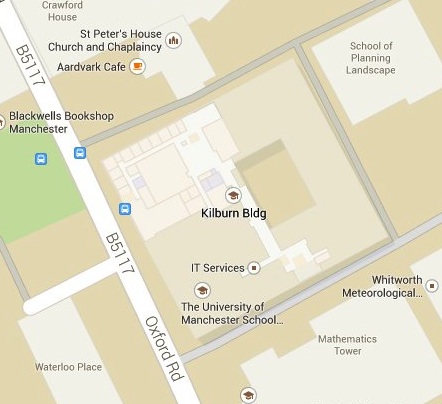 Crawford
House
St Peter's House
Church and Chaplaincy
Aardvark Cafe
B5117
School of
Planning
Landscape
Blackwells Bookshop
Manchester
Kilburn Bldg
B5117
IT Services
The University of
Manchester School...
Whitworth
Meteorological...
Oxford Rd
Mathematics
Tower
Waterloo Place